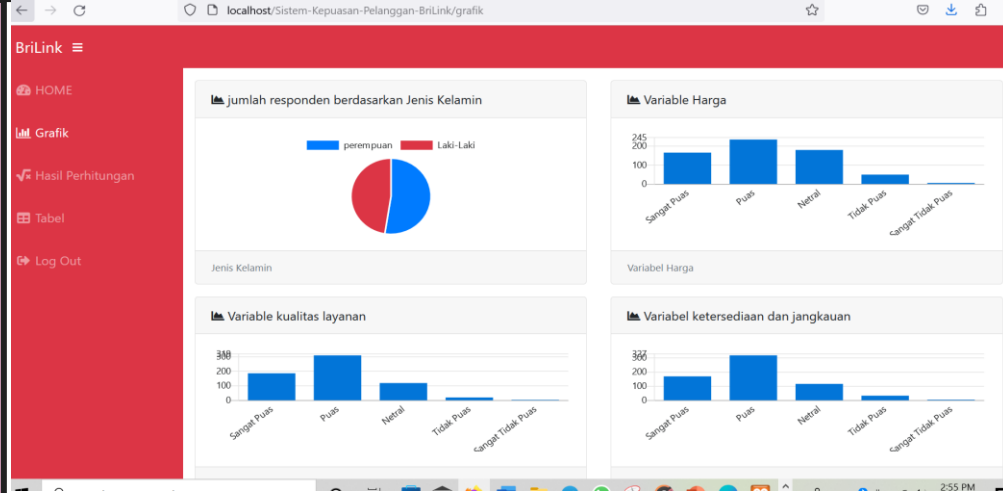 localhost/Sistem-Kepuasan-Pelanggan-BriLink/grafik
BriLink
HOME
Grafik
Hasil Perhitungan
Tabel
Log Out
jumlah responden berdasarkan Jenis Kelamin
perempuan Laki-Laki
Jenis Kelamin
Variable Harga
245
200
100
0
Sangat Puas
Puas
Netral
Tidak Puas
Sangat Tidak Puas
Variabel Harga
Variable kualitas layanan
300
200
100
0
Sangat Puas
Puas
Netral
Tidak Puas
Sangat Tidak Puas
Variabel ketersediaan dan jangkauan
300
200
100
0
Sangat Puas
Puas
Netral
Tidak Puas
Sangat Tidak Puas
2:55 PM